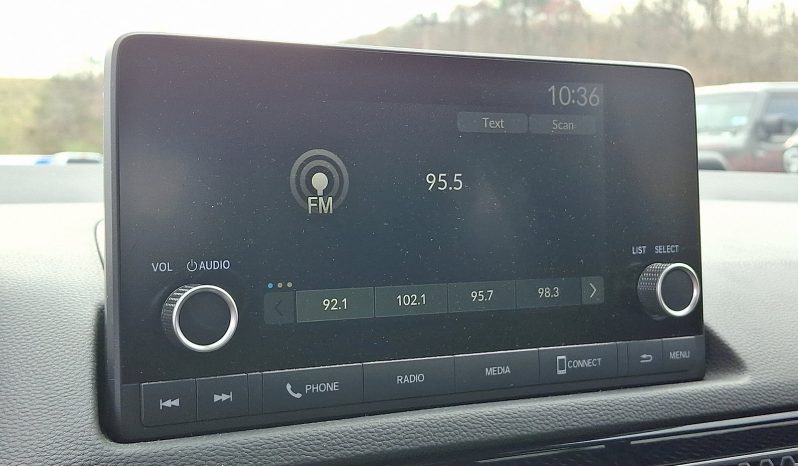 10:36
Text Scan
FM 95.5
VOL AUDIO
LIST SELECT
92.1 102.1 95.7 98.3
PHONE RADIO MEDIA CONNECT MENU